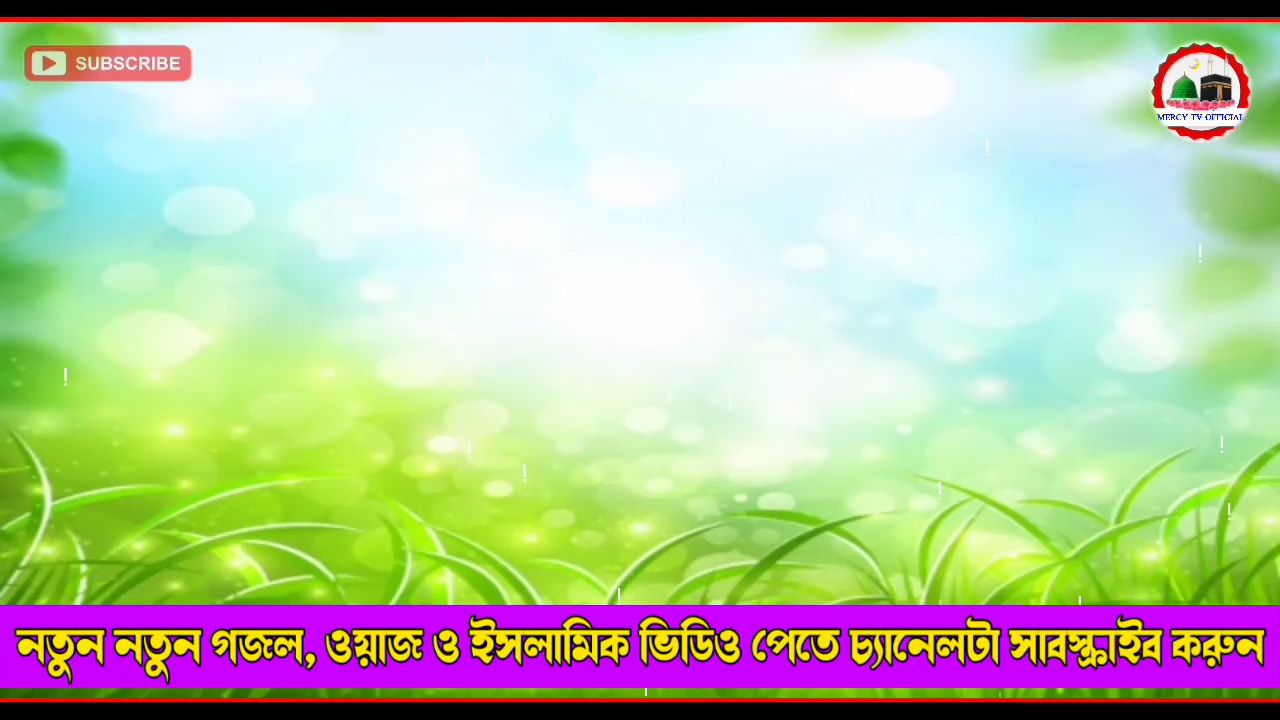 SUBSCRIBE
MERCY TV OFFICIAL
নতুন নতুন গজল, ওয়াজ ও ইসলামিক ভিডিও পেতে চ্যানেলটা সাবস্ক্রাইব করুন